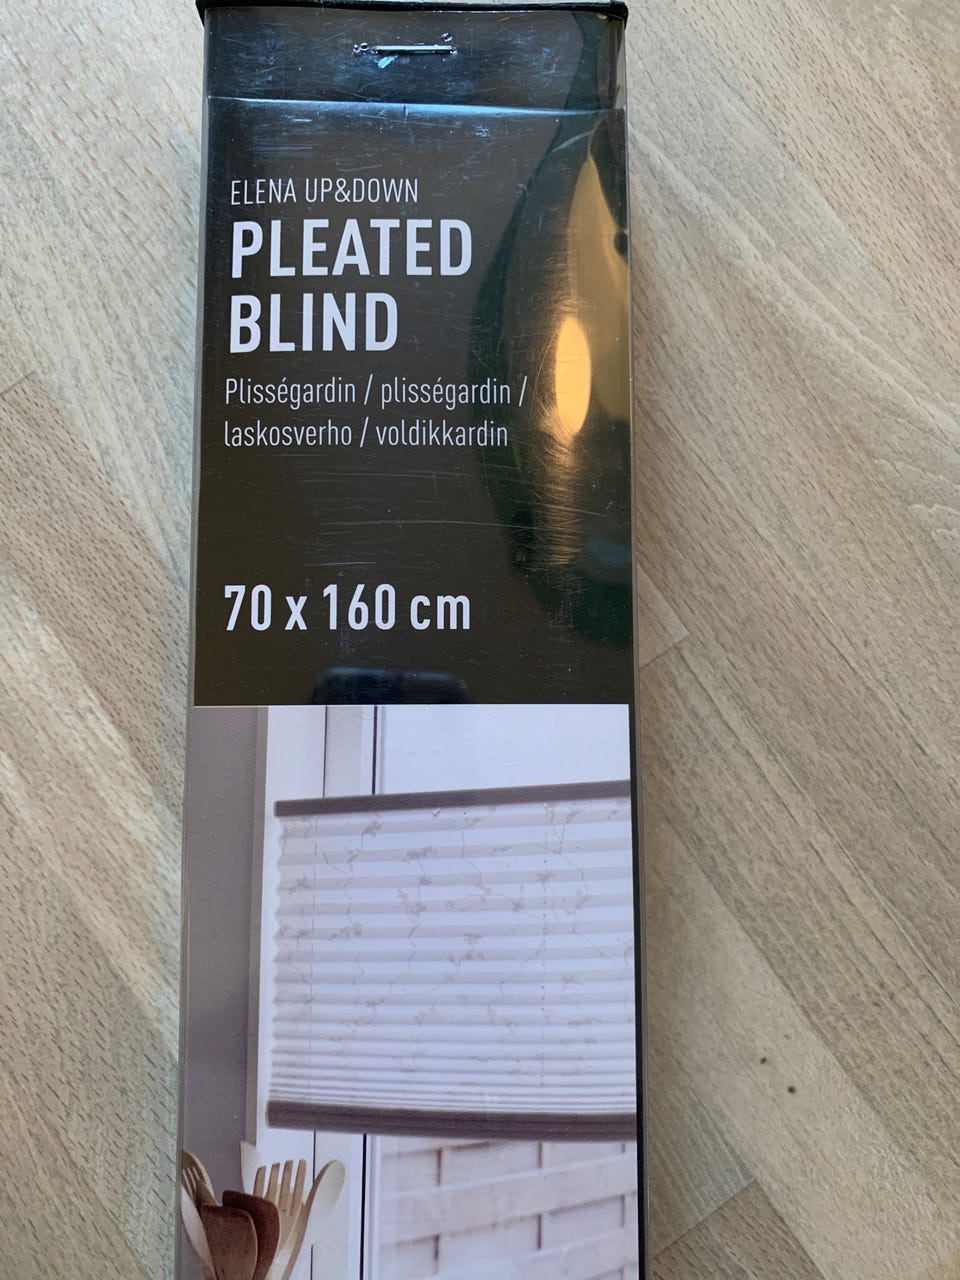 ELENA UP&DOWN
PLEATED
BLIND
Plisségardin / plisségardin /
laskosverho / voldikkardin
70 x 160 cm